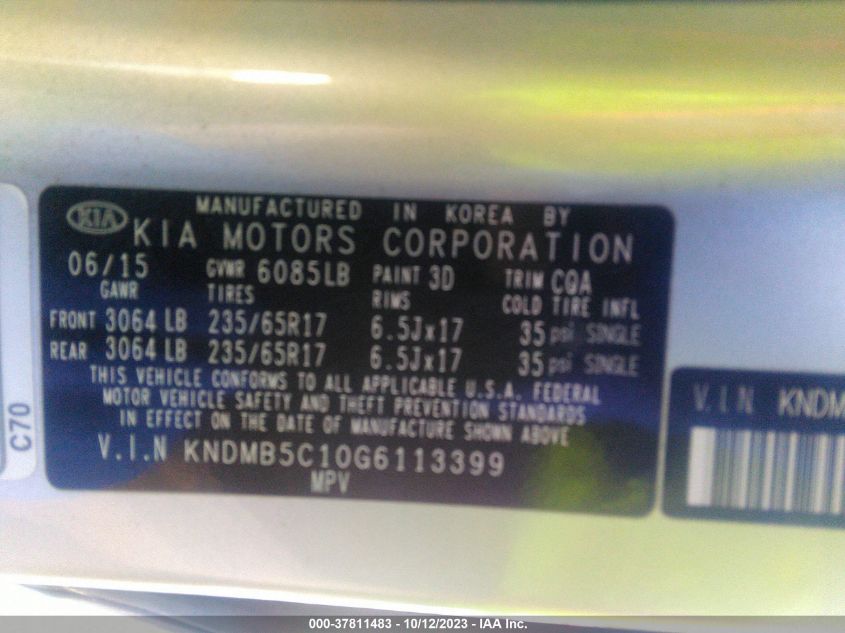 MANUFACTURED IN KOREA BY
KIA KIA MOTORS CORPORATION
06/15 GVWR 6085LB PAINT 3D TRIM CQA
GAWR TIRES RIMS COLD TIRE INFL
FRONT 3064 LB 235/65R17 6.5Jx17 35 psi SINGLE
REAR 3064 LB 235/65R17 6.5Jx17 35 psi SINGLE
THIS VEHICLE CONFORMS TO ALL APPLICABLE U.S.A. FEDERAL
MOTOR VEHICLE SAFETY AND THEFT PREVENTION STANDARDS
IN EFFECT ON THE DATE OF MANUFACTURE SHOWN ABOVE
V.I.N KNDMB5C10G6113399
MPV
C70
V.I.N. KNDM
000-37811483 - 10/12/2023 - IAA Inc.